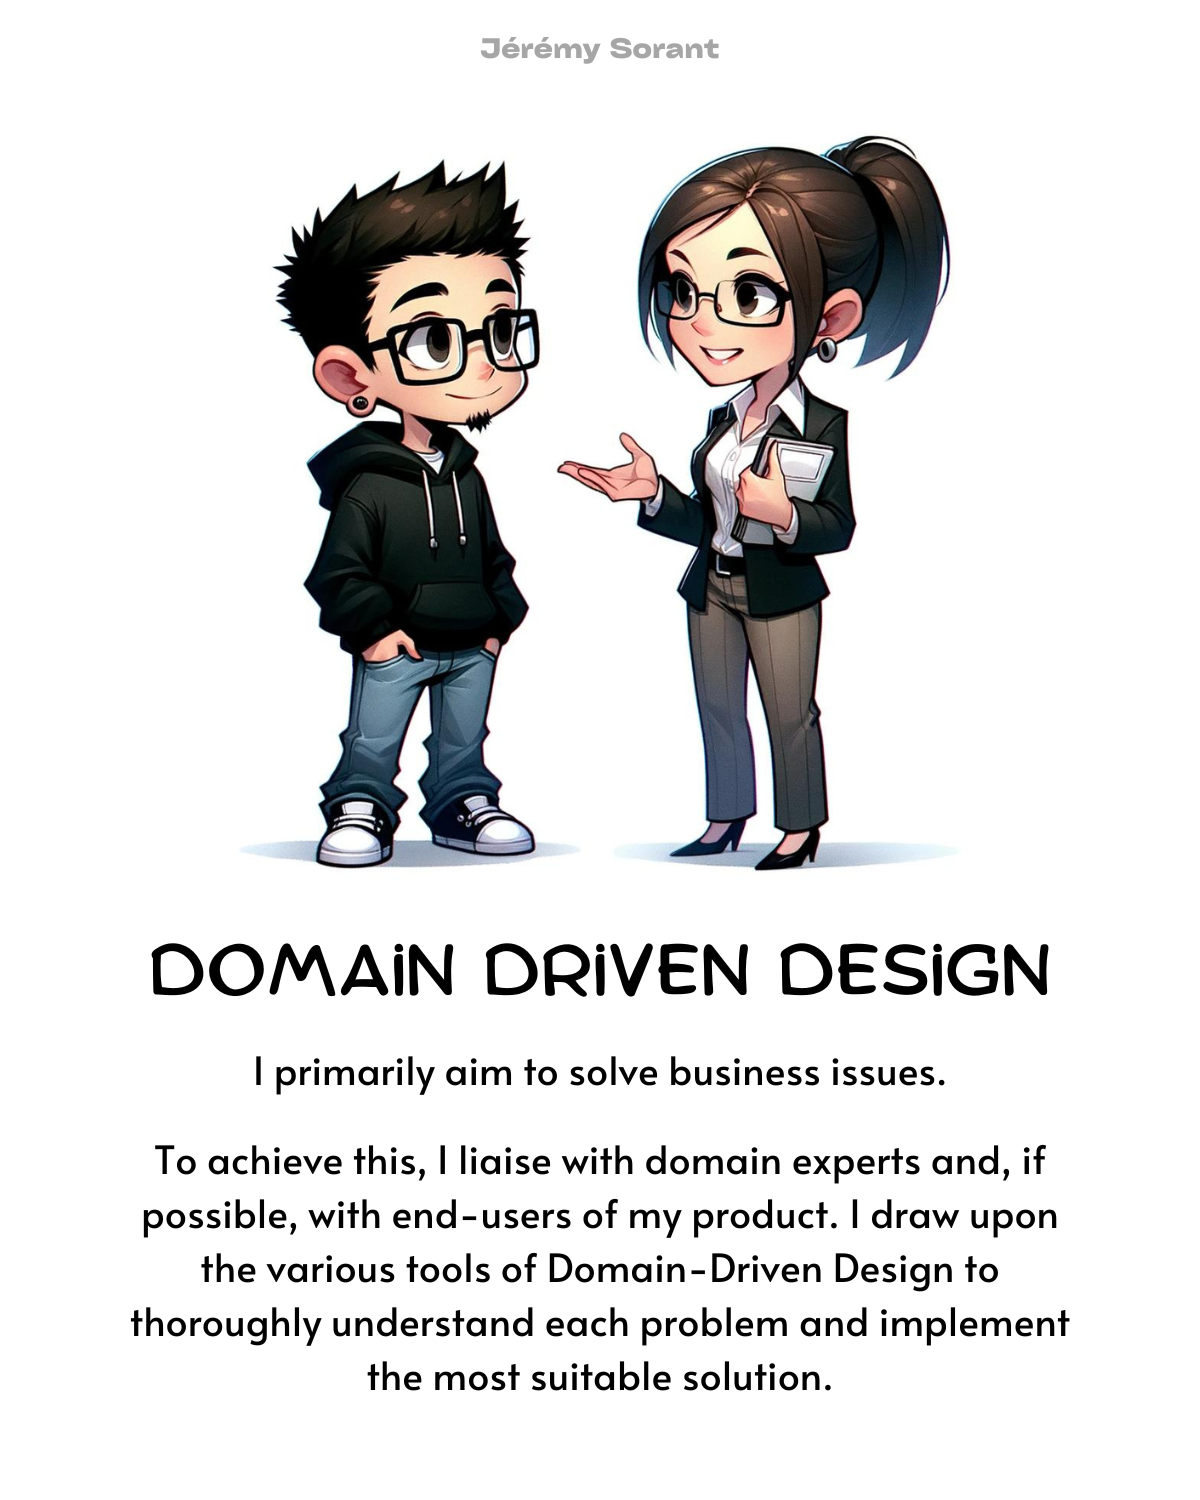 Jérémy Sorant
DOMAiN DRiVEN DESiGN
I primarily aim to solve business issues.
To achieve this, I liaise with domain experts and, if
possible, with end-users of my product. I draw upon
the various tools of Domain-Driven Design to
thoroughly understand each problem and implement
the most suitable solution.